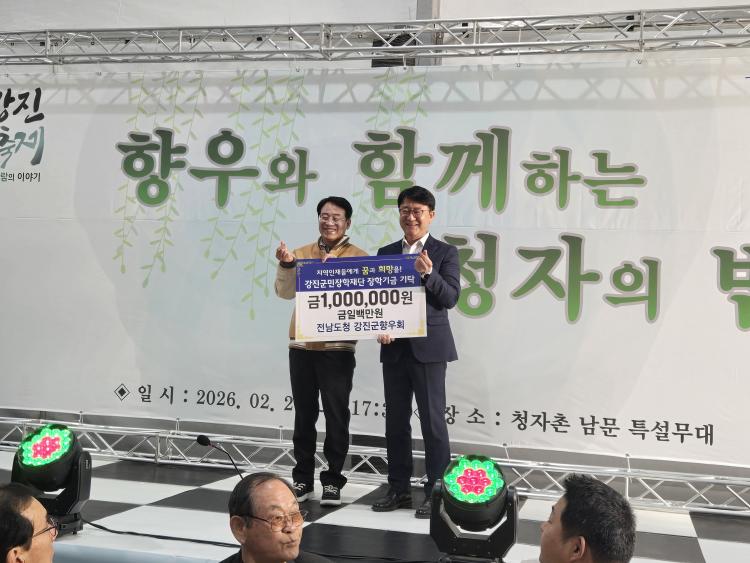 강진
축제
향우와 함께하는
청자의
지역인재들에게 꿈과 희망을!
강진군민장학재단 장학기금 기탁
금1,000,000원
금일백만원
전남도청 강진군향우회
일 시 : 2026. 02. 2 17:3
장 소 : 청자촌 남문 특설무대